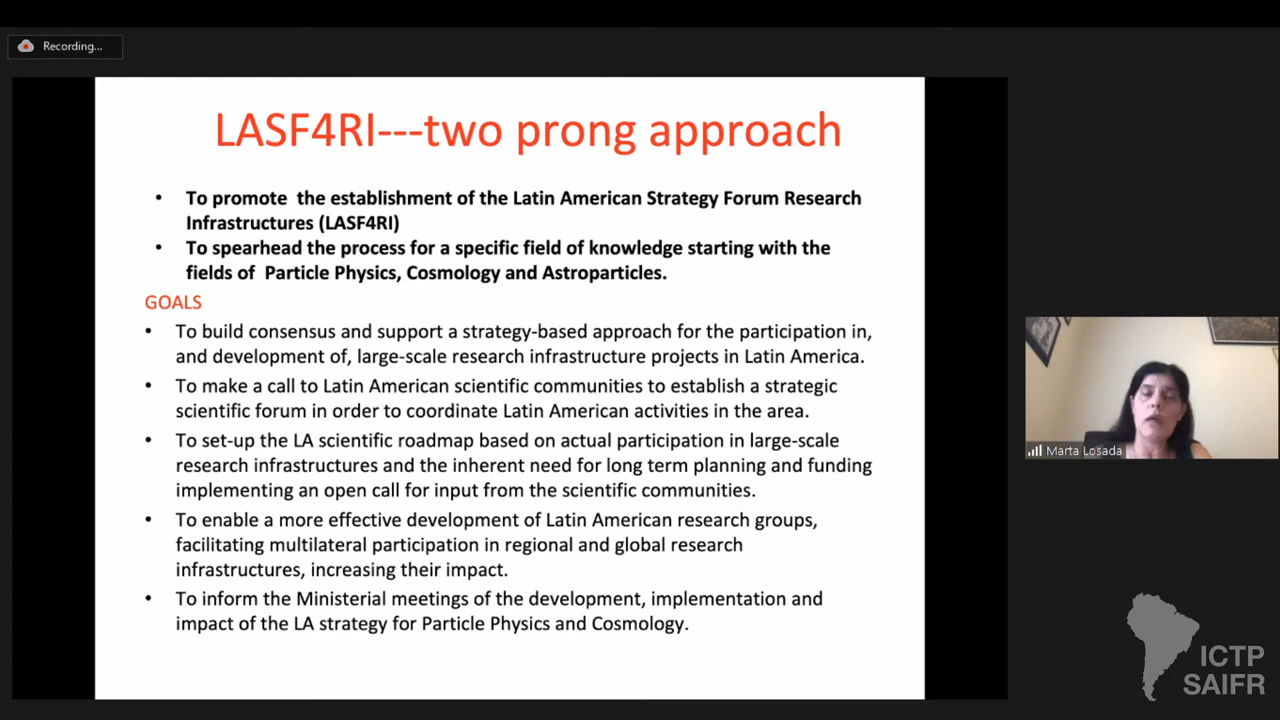 Recording...
LASF4RI---two prong approach
• To promote the establishment of the Latin American Strategy Forum Research
Infrastructures (LASF4RI)
• To spearhead the process for a specific field of knowledge starting with the
fields of Particle Physics, Cosmology and Astroparticles.
GOALS
• To build consensus and support a strategy-based approach for the participation in,
and development of, large-scale research infrastructure projects in Latin America.
• To make a call to Latin American scientific communities to establish a strategic
scientific forum in order to coordinate Latin American activities in the area.
• To set-up the LA scientific roadmap based on actual participation in large-scale
research infrastructures and the inherent need for long term planning and funding
implementing an open call for input from the scientific communities.
• To enable a more effective development of Latin American research groups,
facilitating multilateral participation in regional and global research
infrastructures, increasing their impact.
• To inform the Ministerial meetings of the development, implementation and
impact of the LA strategy for Particle Physics and Cosmology.
Marta Losada
ICTP
SAIFR